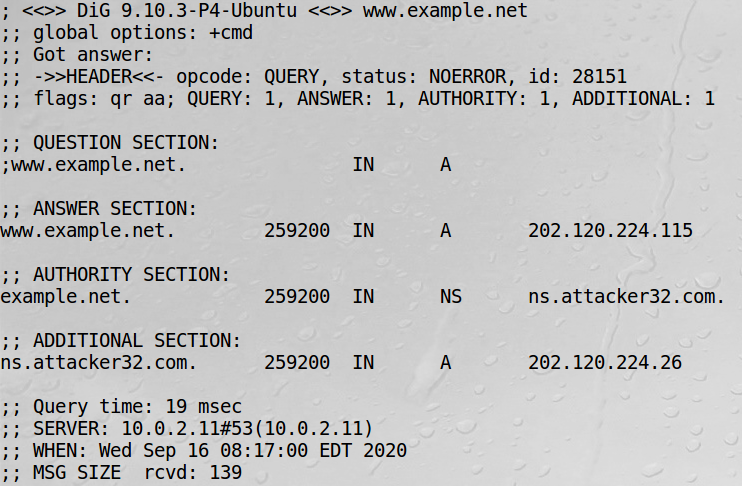 ; <<>> DiG 9.10.3-P4-Ubuntu <<>> www.example.net
;; global options: +cmd
;; Got answer:
;; ->>HEADER<<- opcode: QUERY, status: NOERROR, id: 28151
;; flags: qr aa; QUERY: 1, ANSWER: 1, AUTHORITY: 1, ADDITIONAL: 1
;; QUESTION SECTION:
;www.example.net. IN A
;; ANSWER SECTION:
www.example.net. 259200 IN A 202.120.224.115
;; AUTHORITY SECTION:
example.net. 259200 IN NS ns.attacker32.com.
;; ADDITIONAL SECTION:
ns.attacker32.com. 259200 IN A 202.120.224.26
;; Query time: 19 msec
;; SERVER: 10.0.2.11#53(10.0.2.11)
;; WHEN: Wed Sep 16 08:17:00 EDT 2020
;; MSG SIZE rcvd: 139